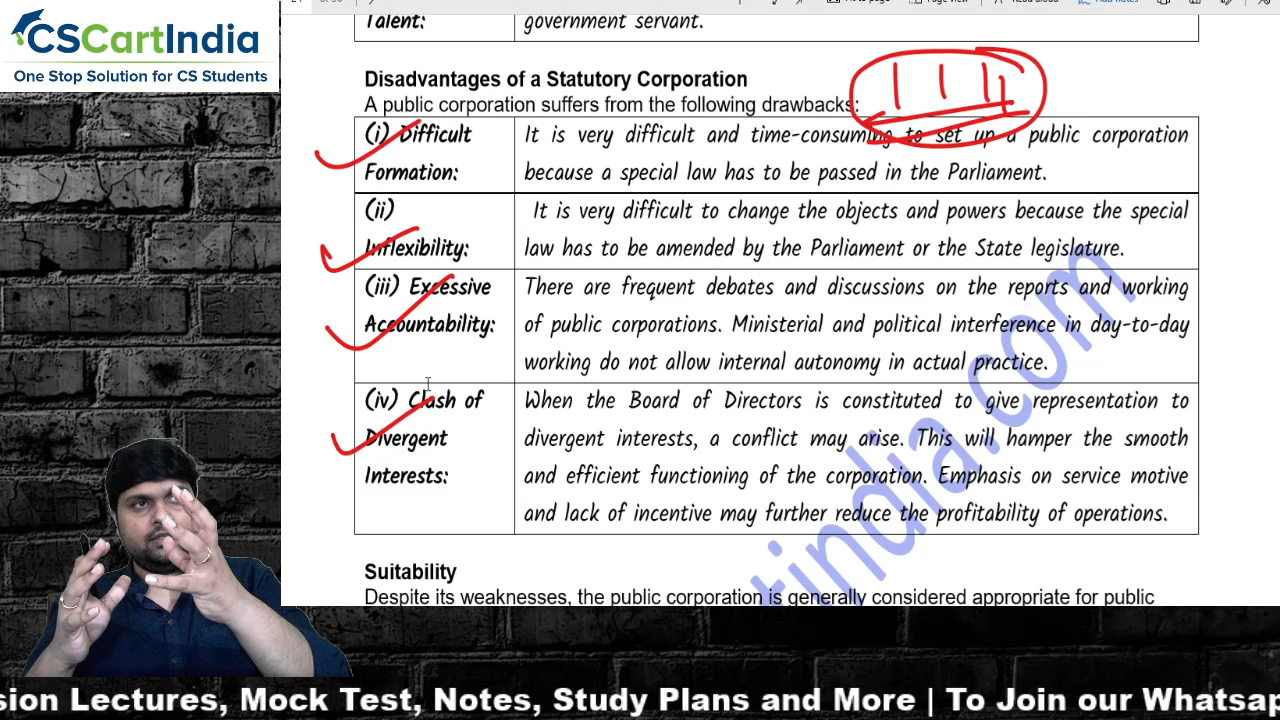 CSCartIndia
One Stop Solution for CS Students
Talent:
government servant.
Disadvantages of a Statutory Corporation
A public corporation suffers from the following drawbacks:
(i) Difficult
Formation:
It is very difficult and time-consuming to set up a public corporation
because a special law has to be passed in the Parliament.
(ii)
Inflexibility:
It is very difficult to change the objects and powers because the special
law has to be amended by the Parliament or the State legislature.
(iii) Excessive
Accountability:
There are frequent debates and discussions on the reports and working
of public corporations. Ministerial and political interference in day-to-day
working do not allow internal autonomy in actual practice.
(iv) Clash of
Divergent
Interests:
When the Board of Directors is constituted to give representation to
divergent interests, a conflict may arise. This will hamper the smooth
and efficient functioning of the corporation. Emphasis on service motive
and lack of incentive may further reduce the profitability of operations.
Suitability
Despite its weaknesses, the public corporation is generally considered appropriate for public
tindia.com
sion Lectures, Mock Test, Notes, Study Plans and More | To Join our Whatsap